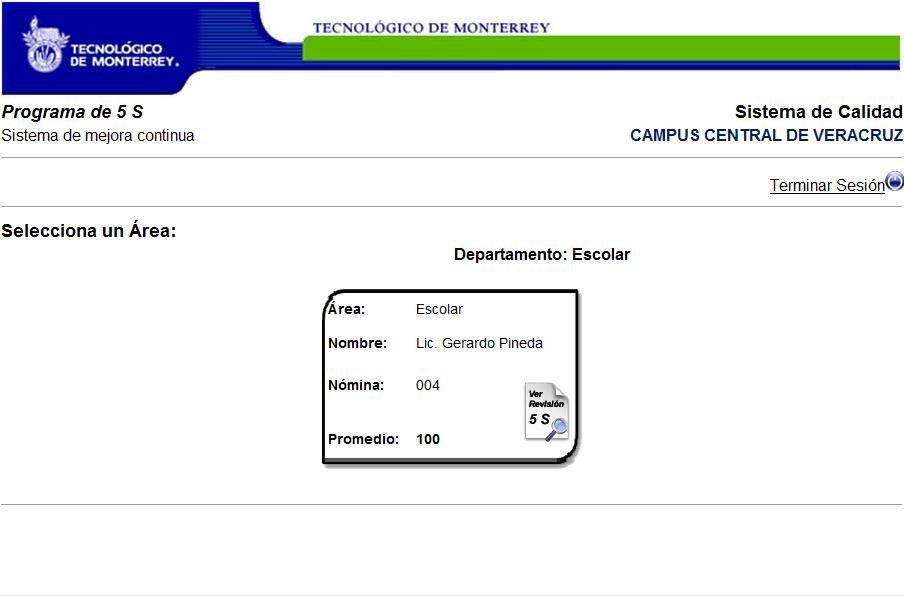 TECNOLÓGICO
DE MONTERREY.
TECNOLÓGICO DE MONTERREY
Programa de 5 S
Sistema de Calidad
Sistema de mejora continua
CAMPUS CENTRAL DE VERACRUZ
Terminar Sesión
Selecciona un Área:
Departamento: Escolar
Área: Escolar
Nombre: Lic. Gerardo Pineda
Nómina: 004
Ver
Revisión
5 S
Promedio: 100